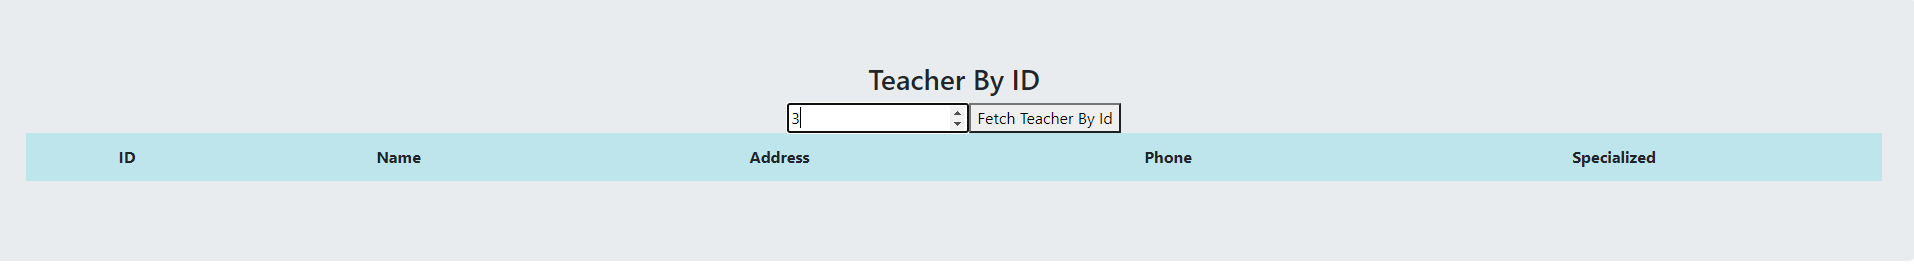 Teacher By ID
3 Fetch Teacher By Id
ID Name Address Phone Specialized